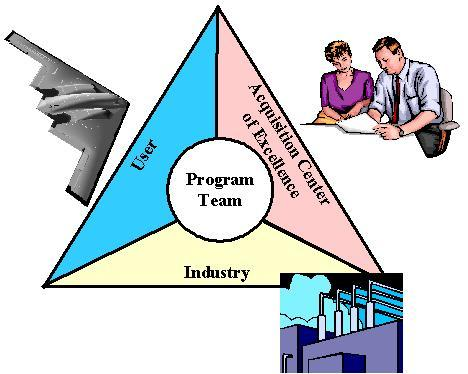 User
Acquisition Center
of Excellence
Program
Team
Industry